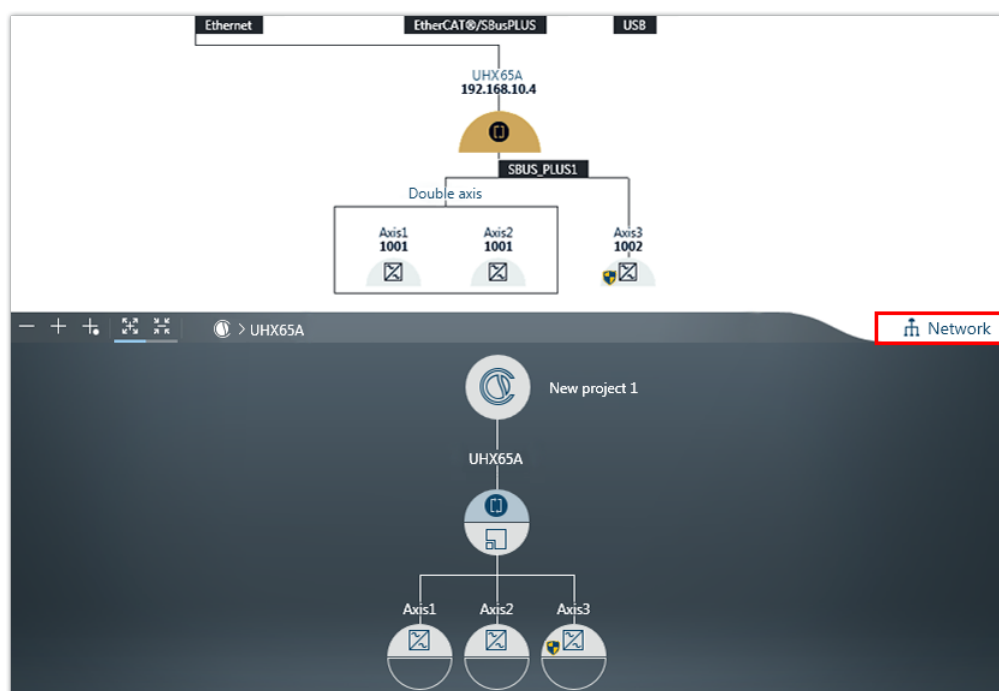 Ethernet
EtherCAT®/SBusPLUS
USB
UHX65A
192.168.10.4
SBUS_PLUS1
Double axis
Axis1
1001
Axis2
1001
Axis3
1002
> UHX65A
Network
New project 1
UHX65A
Axis1
Axis2
Axis3